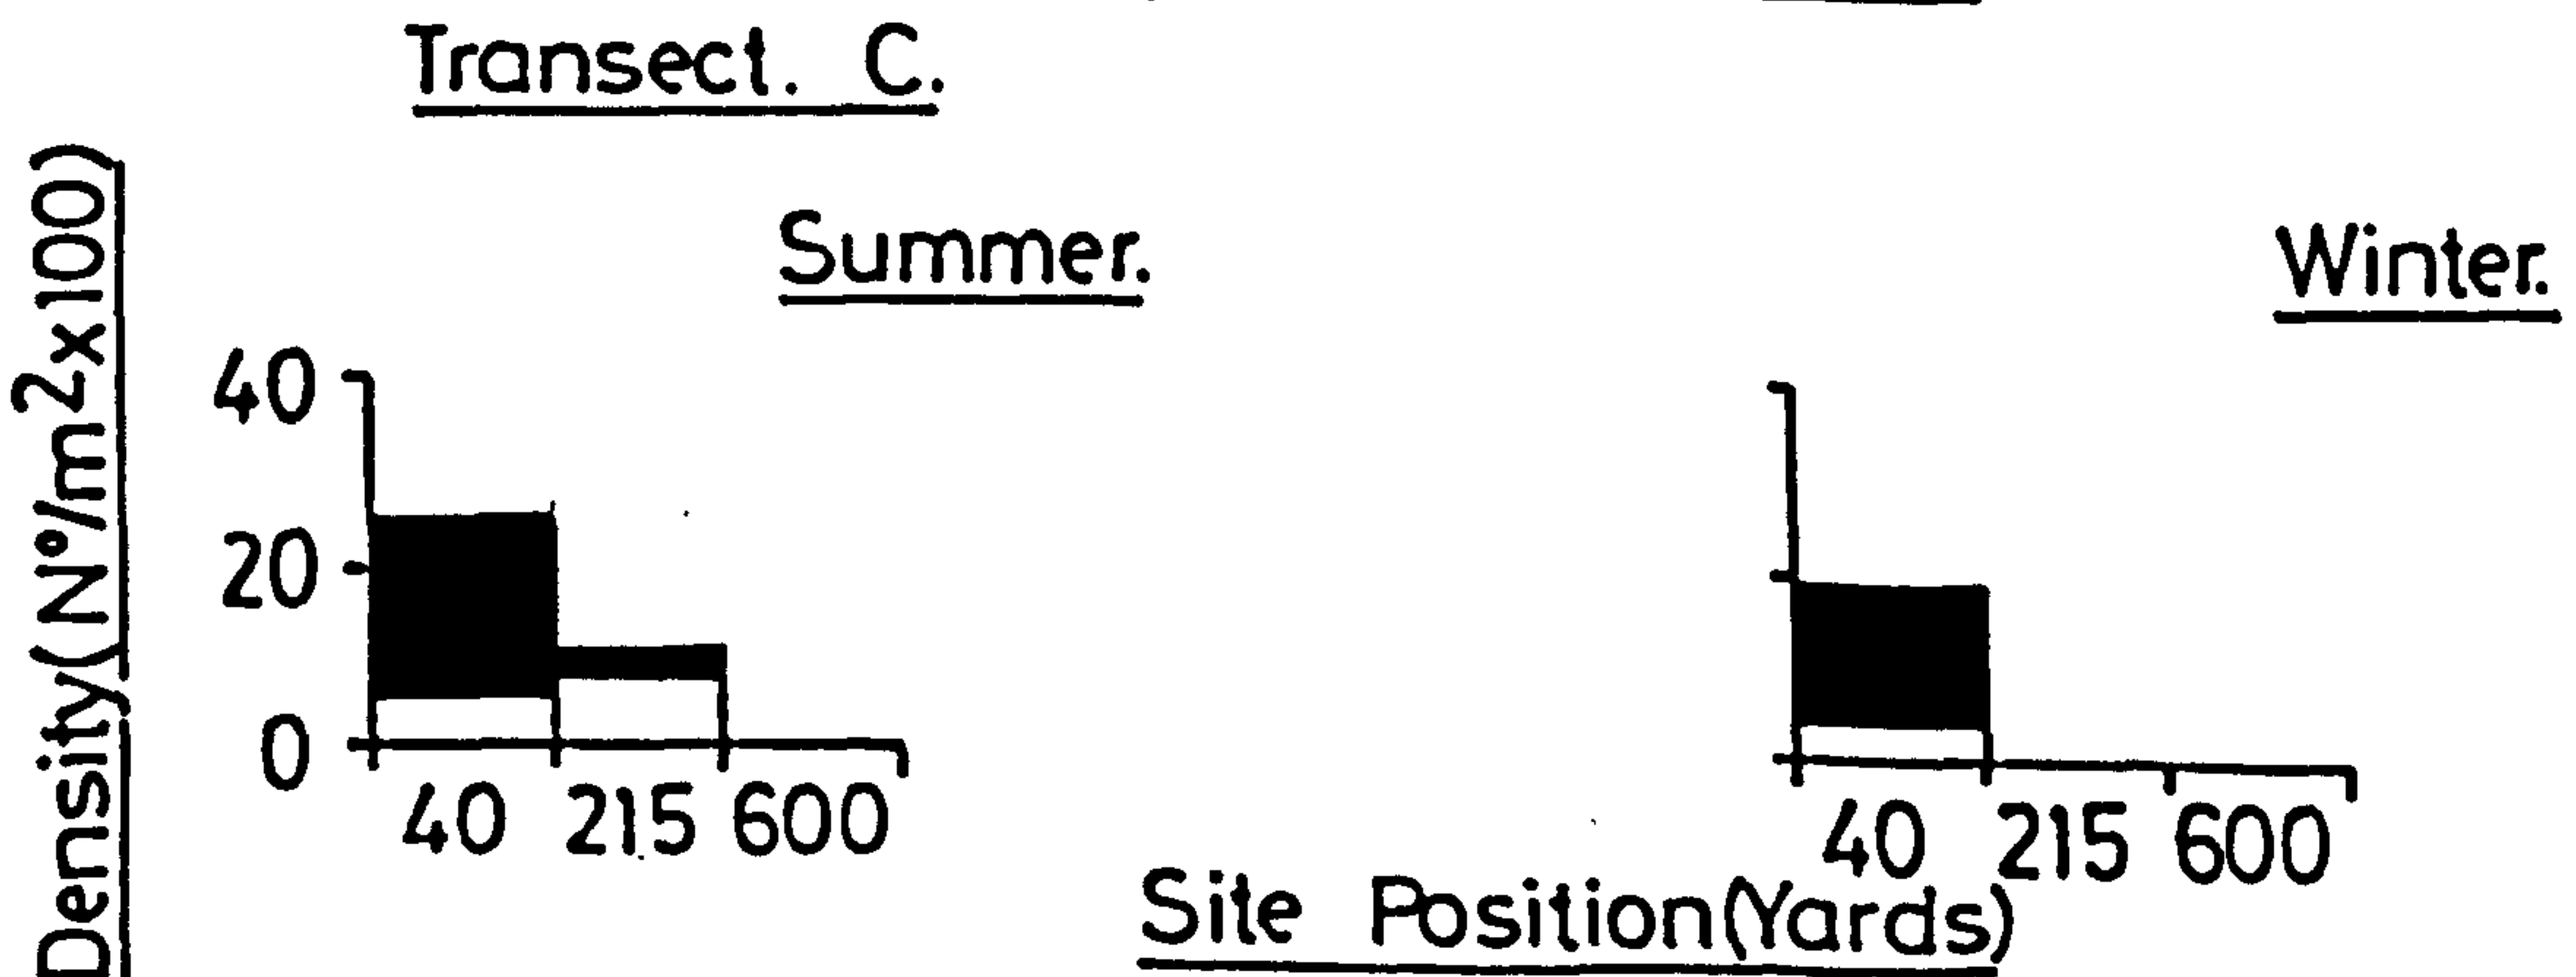 Transect. C.
Density(N°/m2x100)
Summer.
Winter.
40
20
0
40 215 600
40 215 600
Site Position(Yards)